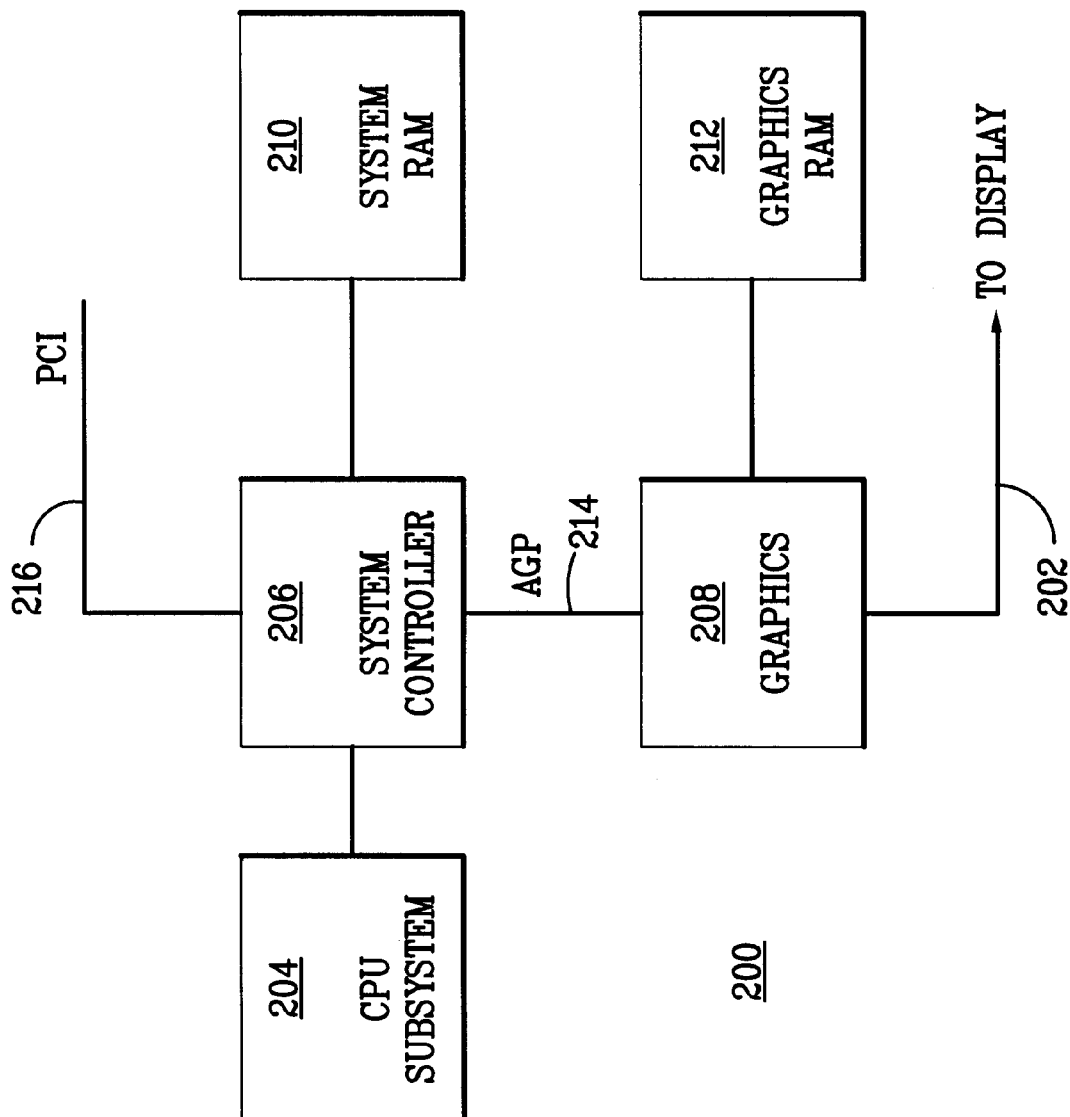 216
PCI
204
CPU
SUBSYSTEM
206
SYSTEM
CONTROLLER
210
SYSTEM
RAM
AGP
214
208
GRAPHICS
212
GRAPHICS
RAM
200
202
TO DISPLAY